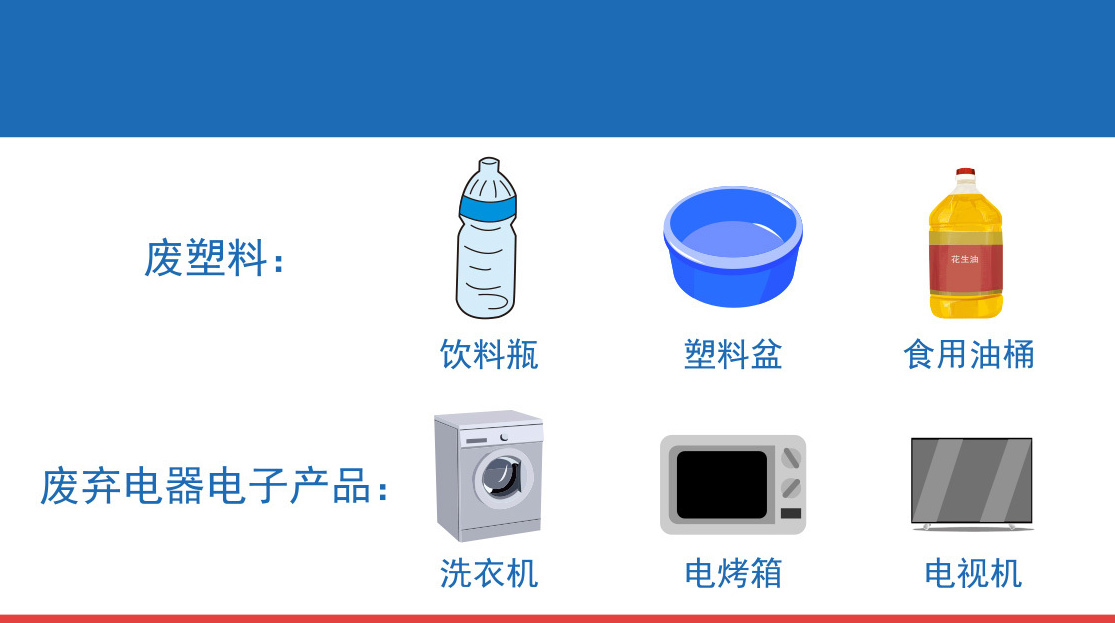 废塑料：
花生油
饮料瓶
塑料盆
食用油桶
废弃电器电子产品：
洗衣机
电烤箱
电视机